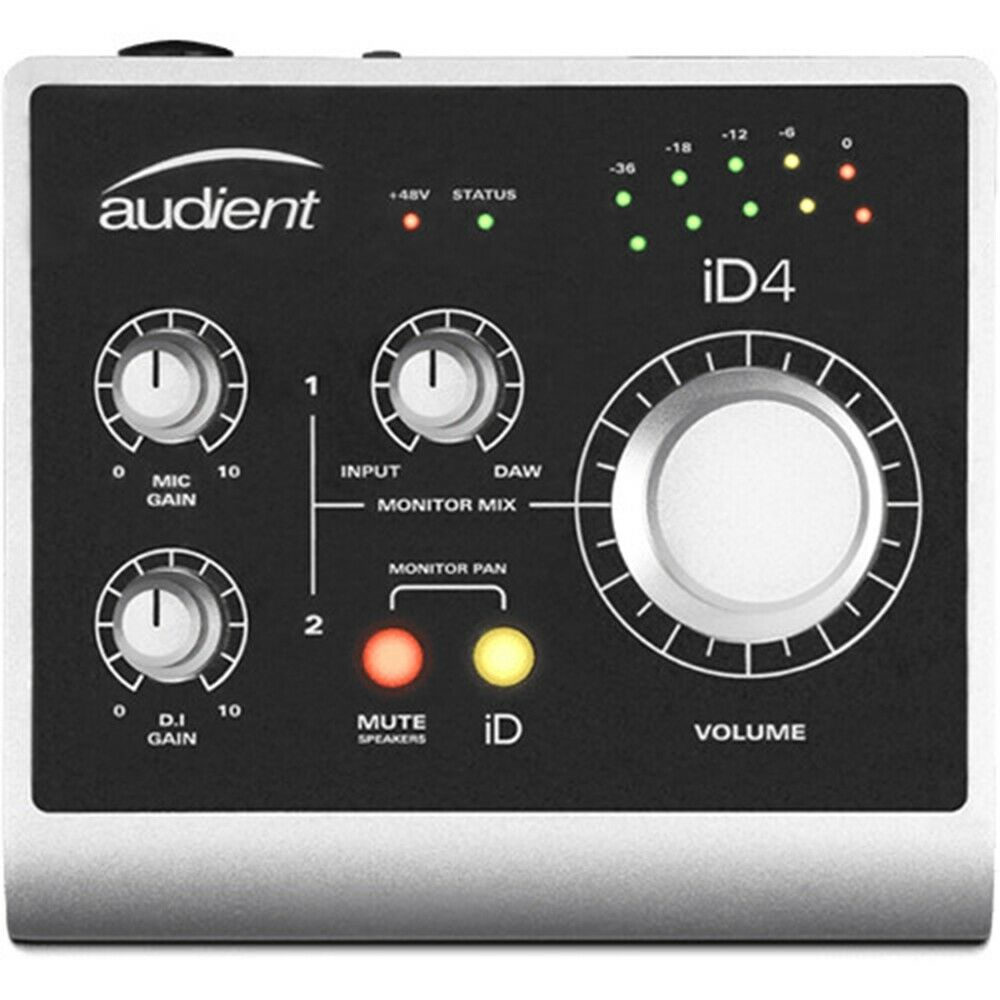 audient
+48V STATUS
-36 -18 -12 -6 0
iD4
1
INPUT DAW
0 10
MIC
GAIN
MONITOR MIX
MONITOR PAN
2
0 10
D.I
GAIN
MUTE
SPEAKERS
iD
VOLUME